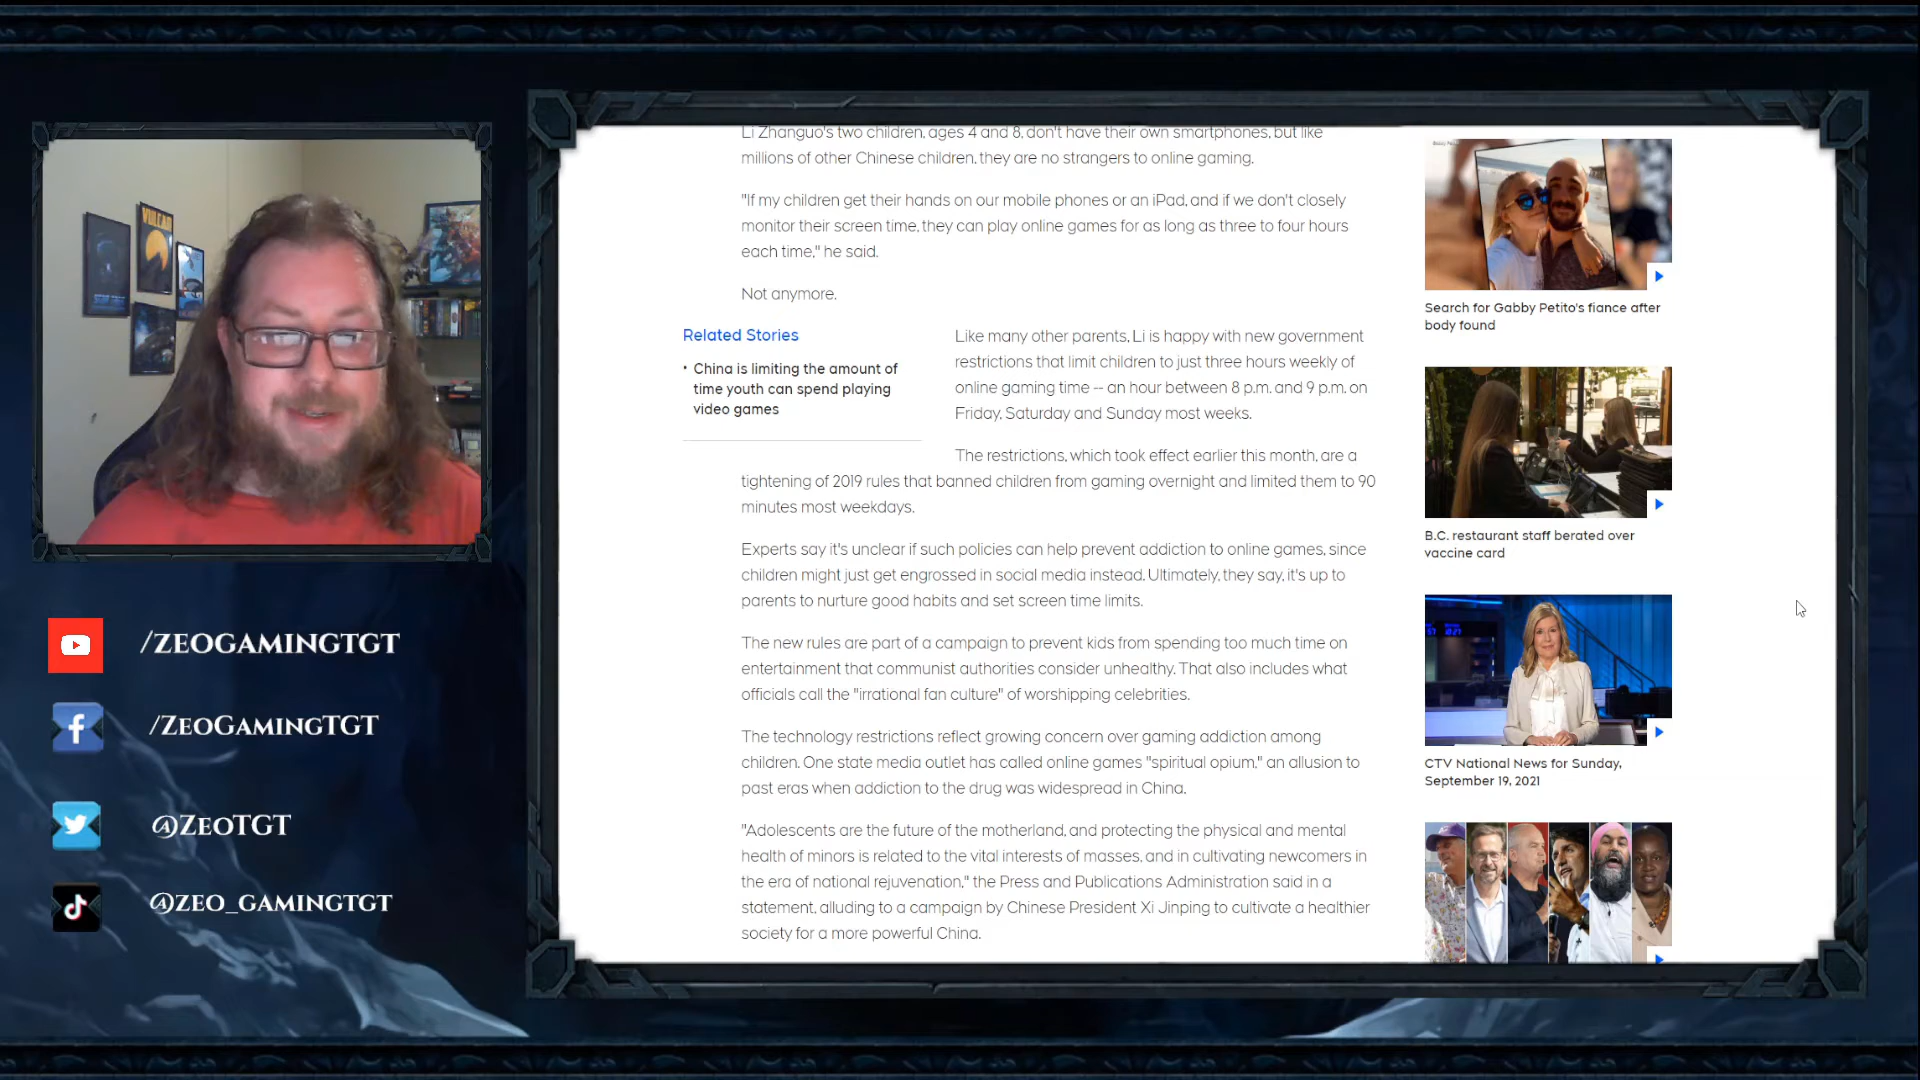 Li Zhanguo's two children, ages 4 and 8, don't have their own smartphones, but like
millions of other Chinese children, they are no strangers to online gaming.
"If my children get their hands on our mobile phones or an iPad, and if we don't closely
monitor their screen time, they can play online games for as long as three to four hours
each time," he said.
Not anymore.
Related Stories
• China is limiting the amount of
time youth can spend playing
video games
Like many other parents, Li is happy with new government
restrictions that limit children to just three hours weekly of
online gaming time -- an hour between 8 p.m. and 9 p.m. on
Friday, Saturday and Sunday most weeks.
The restrictions, which took effect earlier this month, are a
tightening of 2019 rules that banned children from gaming overnight and limited them to 90
minutes most weekdays.
Experts say it's unclear if such policies can help prevent addiction to online games, since
children might just get engrossed in social media instead. Ultimately, they say, it's up to
parents to nurture good habits and set screen time limits.
The new rules are part of a campaign to prevent kids from spending too much time on
entertainment that communist authorities consider unhealthy. That also includes what
officials call the "irrational fan culture" of worshipping celebrities.
The technology restrictions reflect growing concern over gaming addiction among
children. One state media outlet has called online games "spiritual opium," an allusion to
past eras when addiction to the drug was widespread in China.
"Adolescents are the future of the motherland, and protecting the physical and mental
health of minors is related to the vital interests of masses, and in cultivating newcomers in
the era of national rejuvenation," the Press and Publications Administration said in a
statement, alluding to a campaign by Chinese President Xi Jinping to cultivate a healthier
society for a more powerful China.
Search for Gabby Petito's fiance after
body found
B.C. restaurant staff berated over
vaccine card
CTV National News for Sunday,
September 19, 2021
VULCAN
/ZEOGAMINGTGT
/ZEOGAMINGTGT
@ZEOTGT
@ZEO_GAMINGTGT